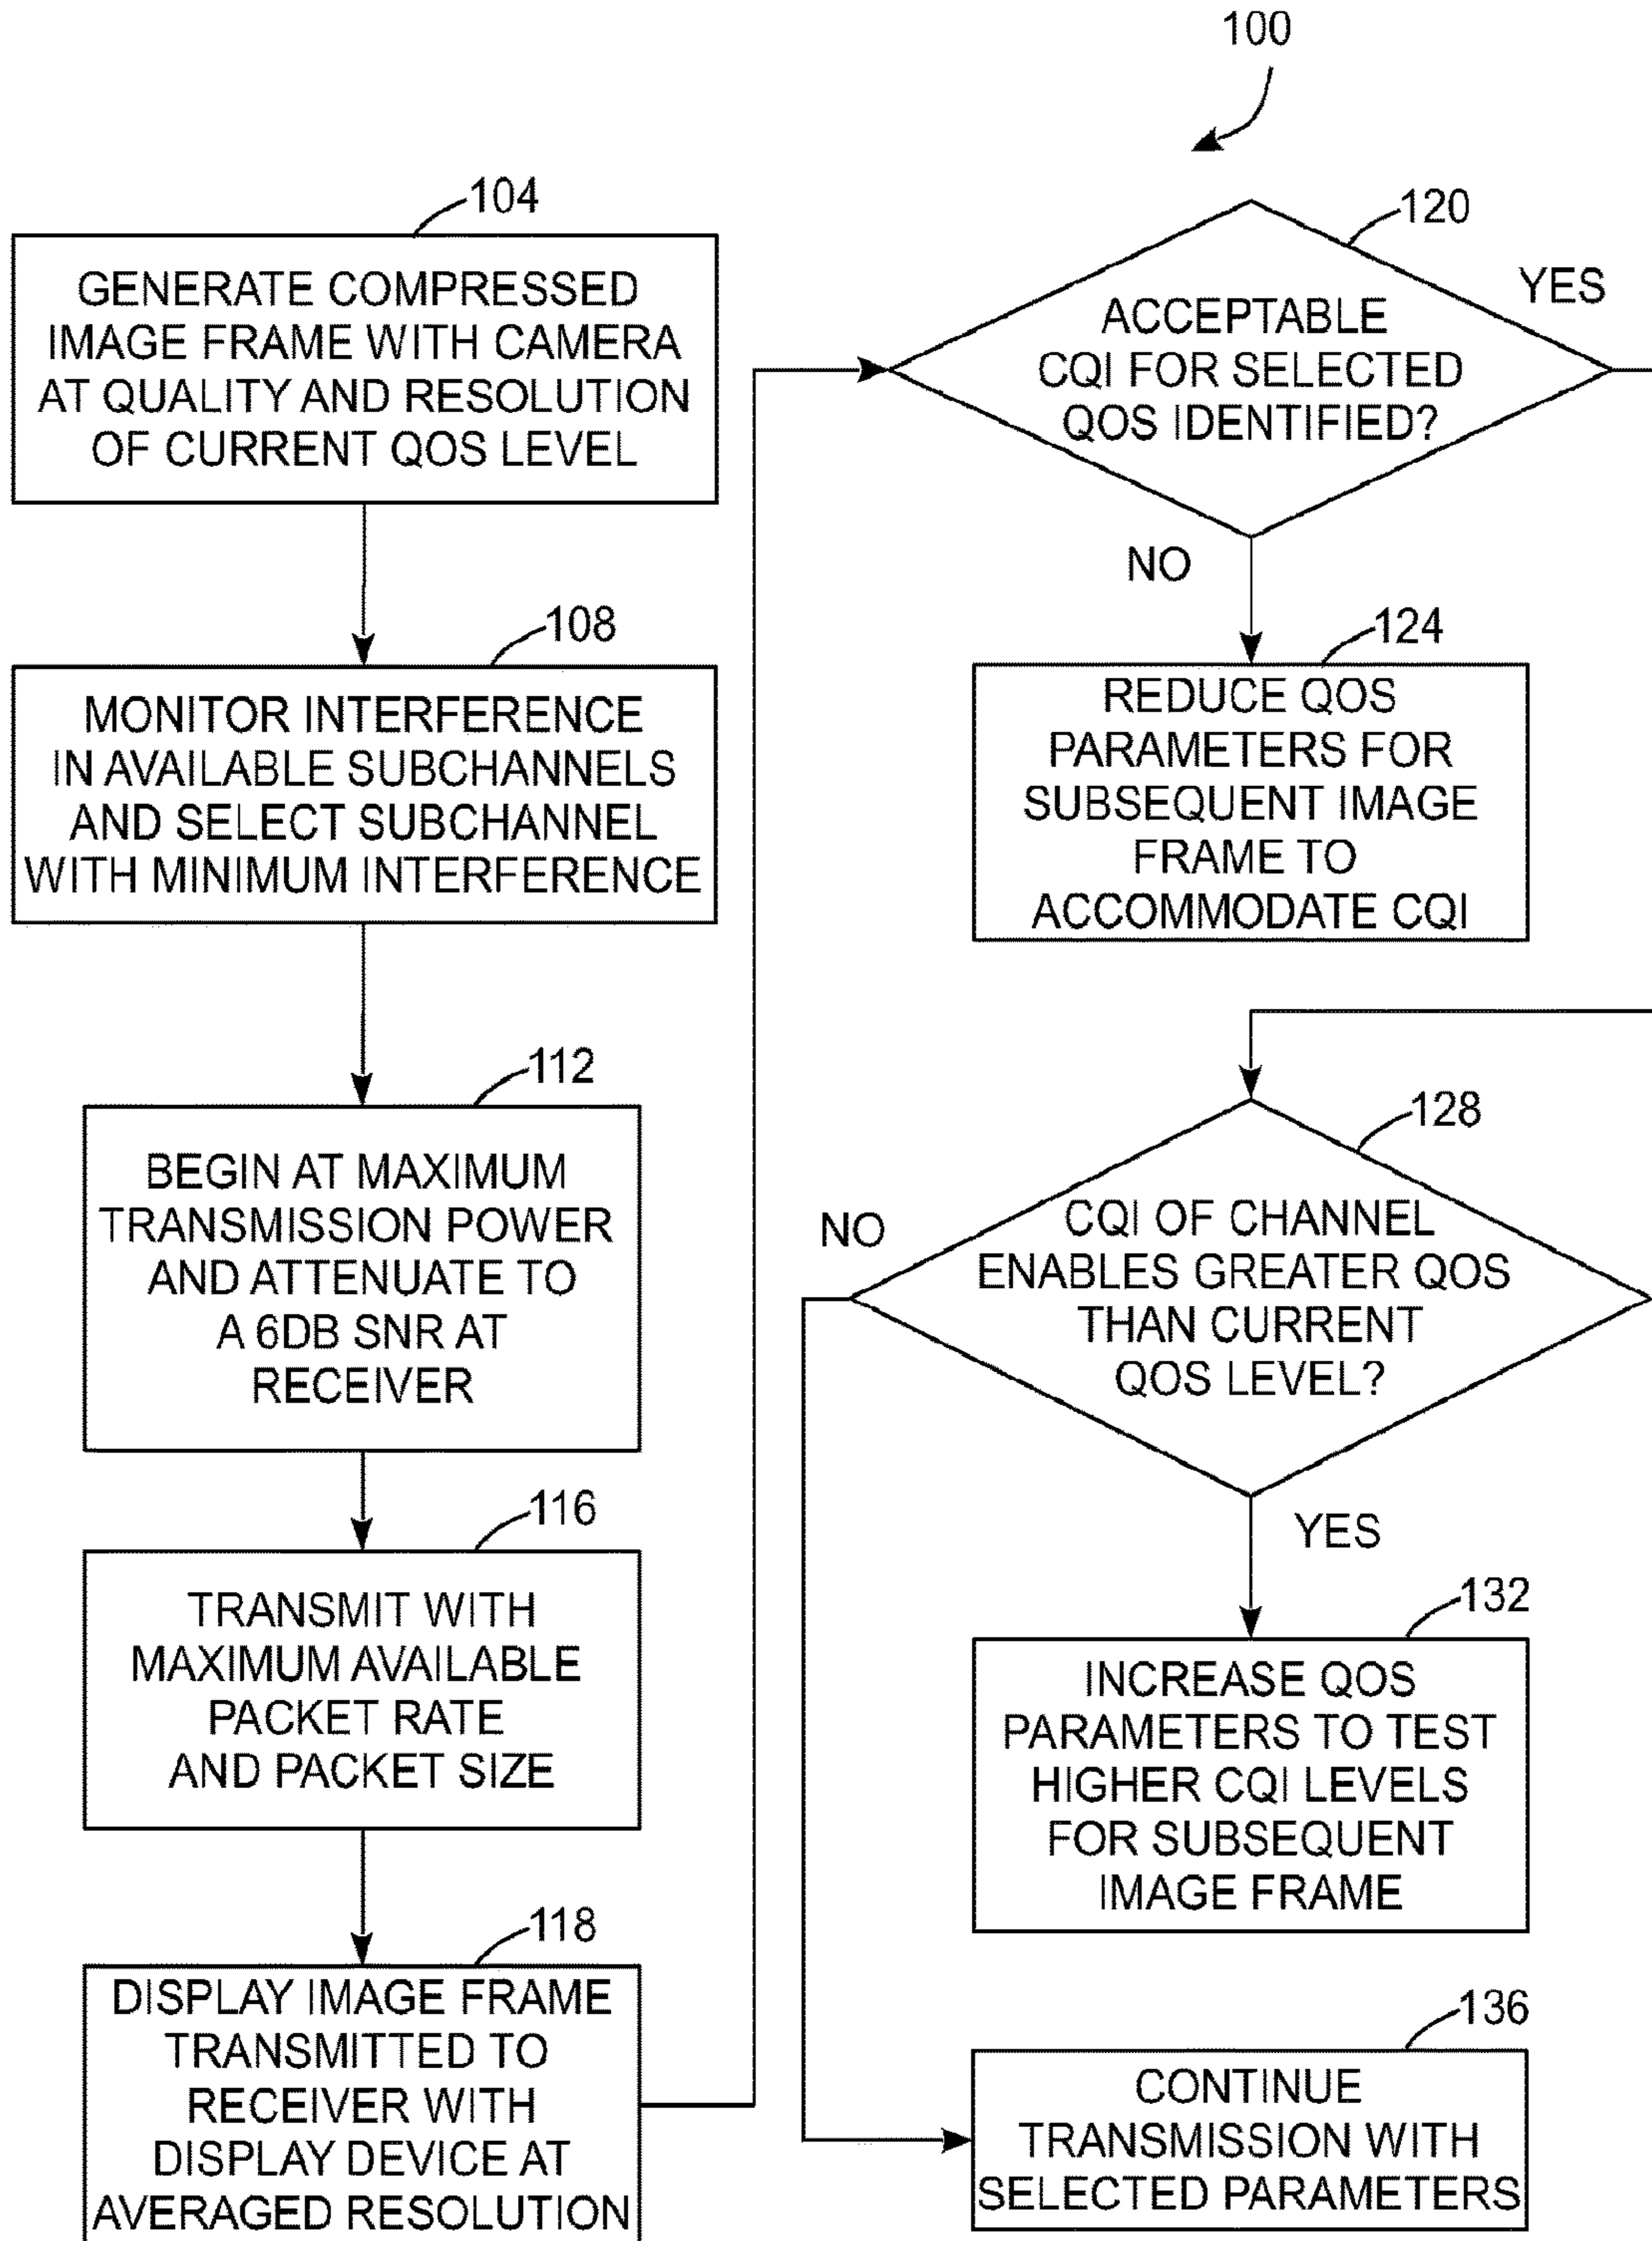 100
104
GENERATE COMPRESSED
IMAGE FRAME WITH CAMERA
AT QUALITY AND RESOLUTION
OF CURRENT QOS LEVEL
108
MONITOR INTERFERENCE
IN AVAILABLE SUBCHANNELS
AND SELECT SUBCHANNEL
WITH MINIMUM INTERFERENCE
112
BEGIN AT MAXIMUM
TRANSMISSION POWER
AND ATTENUATE TO
A 6DB SNR AT
RECEIVER
116
TRANSMIT WITH
MAXIMUM AVAILABLE
PACKET RATE
AND PACKET SIZE
118
DISPLAY IMAGE FRAME
TRANSMITTED TO
RECEIVER WITH
DISPLAY DEVICE AT
AVERAGED RESOLUTION
120
ACCEPTABLE
CQI FOR SELECTED
QOS IDENTIFIED?
YES
NO
124
REDUCE QOS
PARAMETERS FOR
SUBSEQUENT IMAGE
FRAME TO
ACCOMMODATE CQI
128
CQI OF CHANNEL
ENABLES GREATER QOS
THAN CURRENT
QOS LEVEL?
NO
YES
132
INCREASE QOS
PARAMETERS TO TEST
HIGHER CQI LEVELS
FOR SUBSEQUENT
IMAGE FRAME
136
CONTINUE
TRANSMISSION WITH
SELECTED PARAMETERS